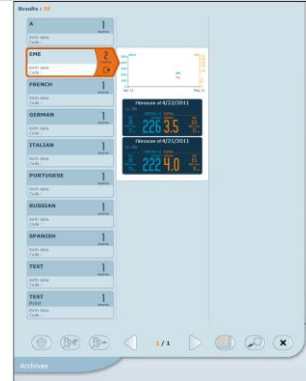 Results : 10
A 1
Birth date
Code :
EME 2
Birth date
Code
FRENCH 1
Birth date
Code :
GERMAN 1
Birth date
Code :
ITALIAN 1
Birth date
Code :
PORTUGESE 1
Birth date
Code :
RUSSIAN 1
Birth date
Code :
SPANISH 1
Birth date
Code :
TEST 1
Birth date
Code :
TEST 1
Print
Birth date
Code :
Fibroscan of 4/22/2011
226 3.5
Fibroscan of 4/21/2011
222 4.0
1/1
Archives